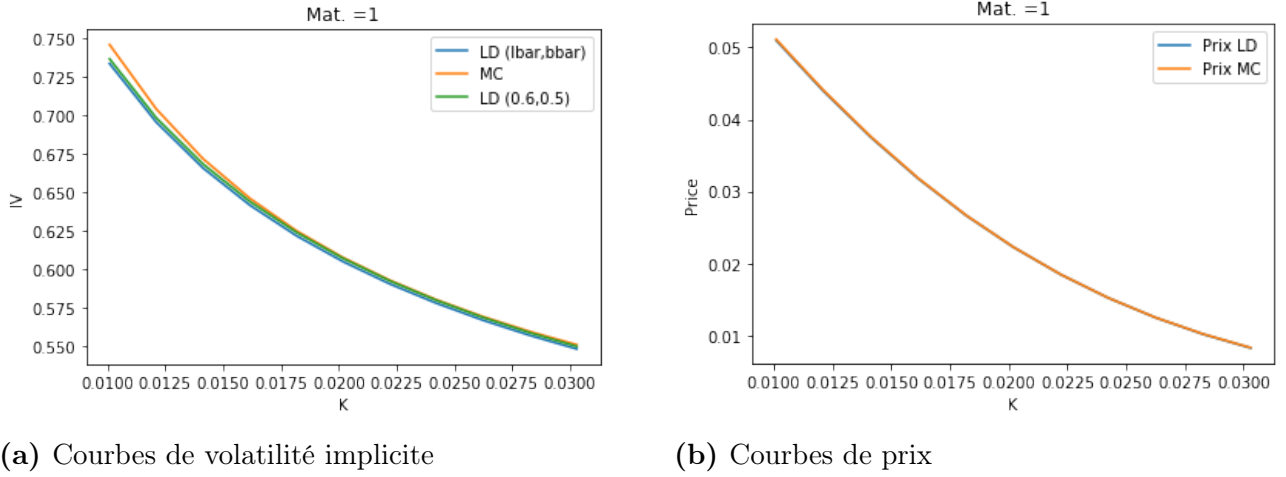 Mat. =1
0.750
0.725
0.700
0.675
0.650
0.625
0.600
0.575
0.550
IV
LD (lbar,bbar)
MC
LD (0.6,0.5)
0.0100 0.0125 0.0150 0.0175 0.0200 0.0225 0.0250 0.0275 0.0300
K
(a) Courbes de volatilité implicite
Mat. =1
0.05
0.04
0.03
0.02
0.01
Price
Prix LD
Prix MC
0.0100 0.0125 0.0150 0.0175 0.0200 0.0225 0.0250 0.0275 0.0300
K
(b) Courbes de prix